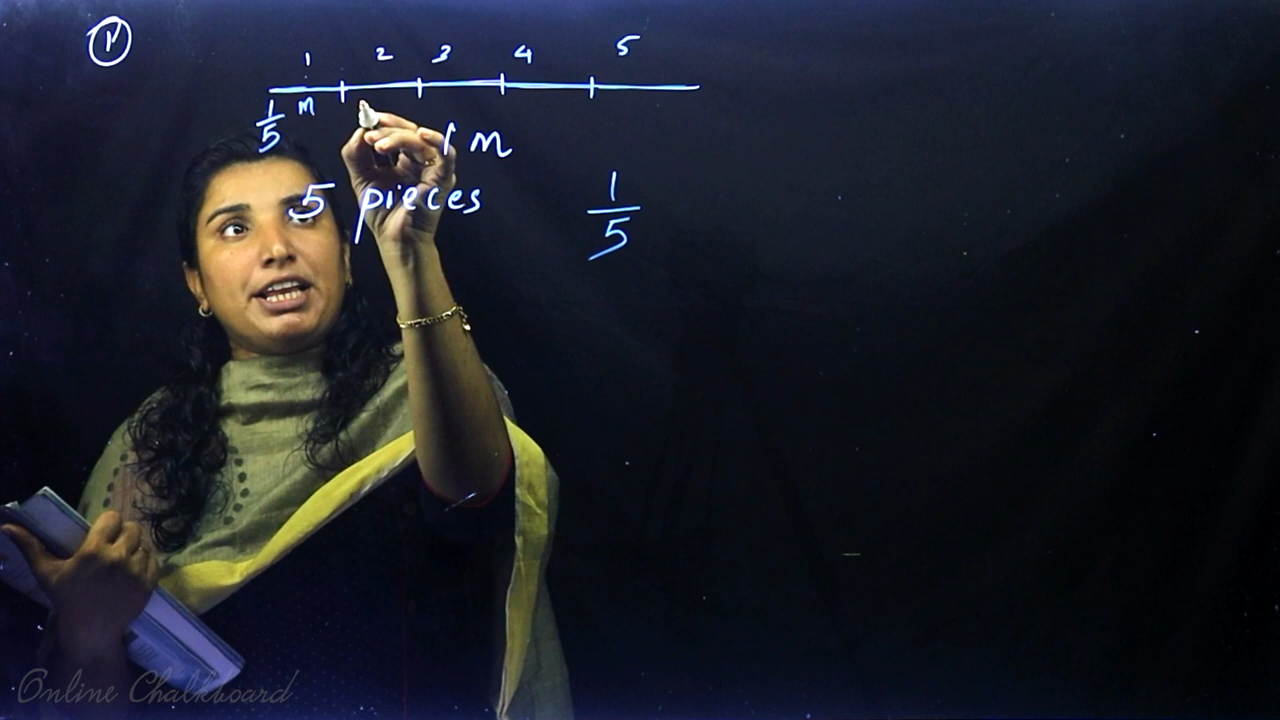 1
1 2 3 4 5
1/5 m
1 m
5 pieces
1/5
Online Chalkboard